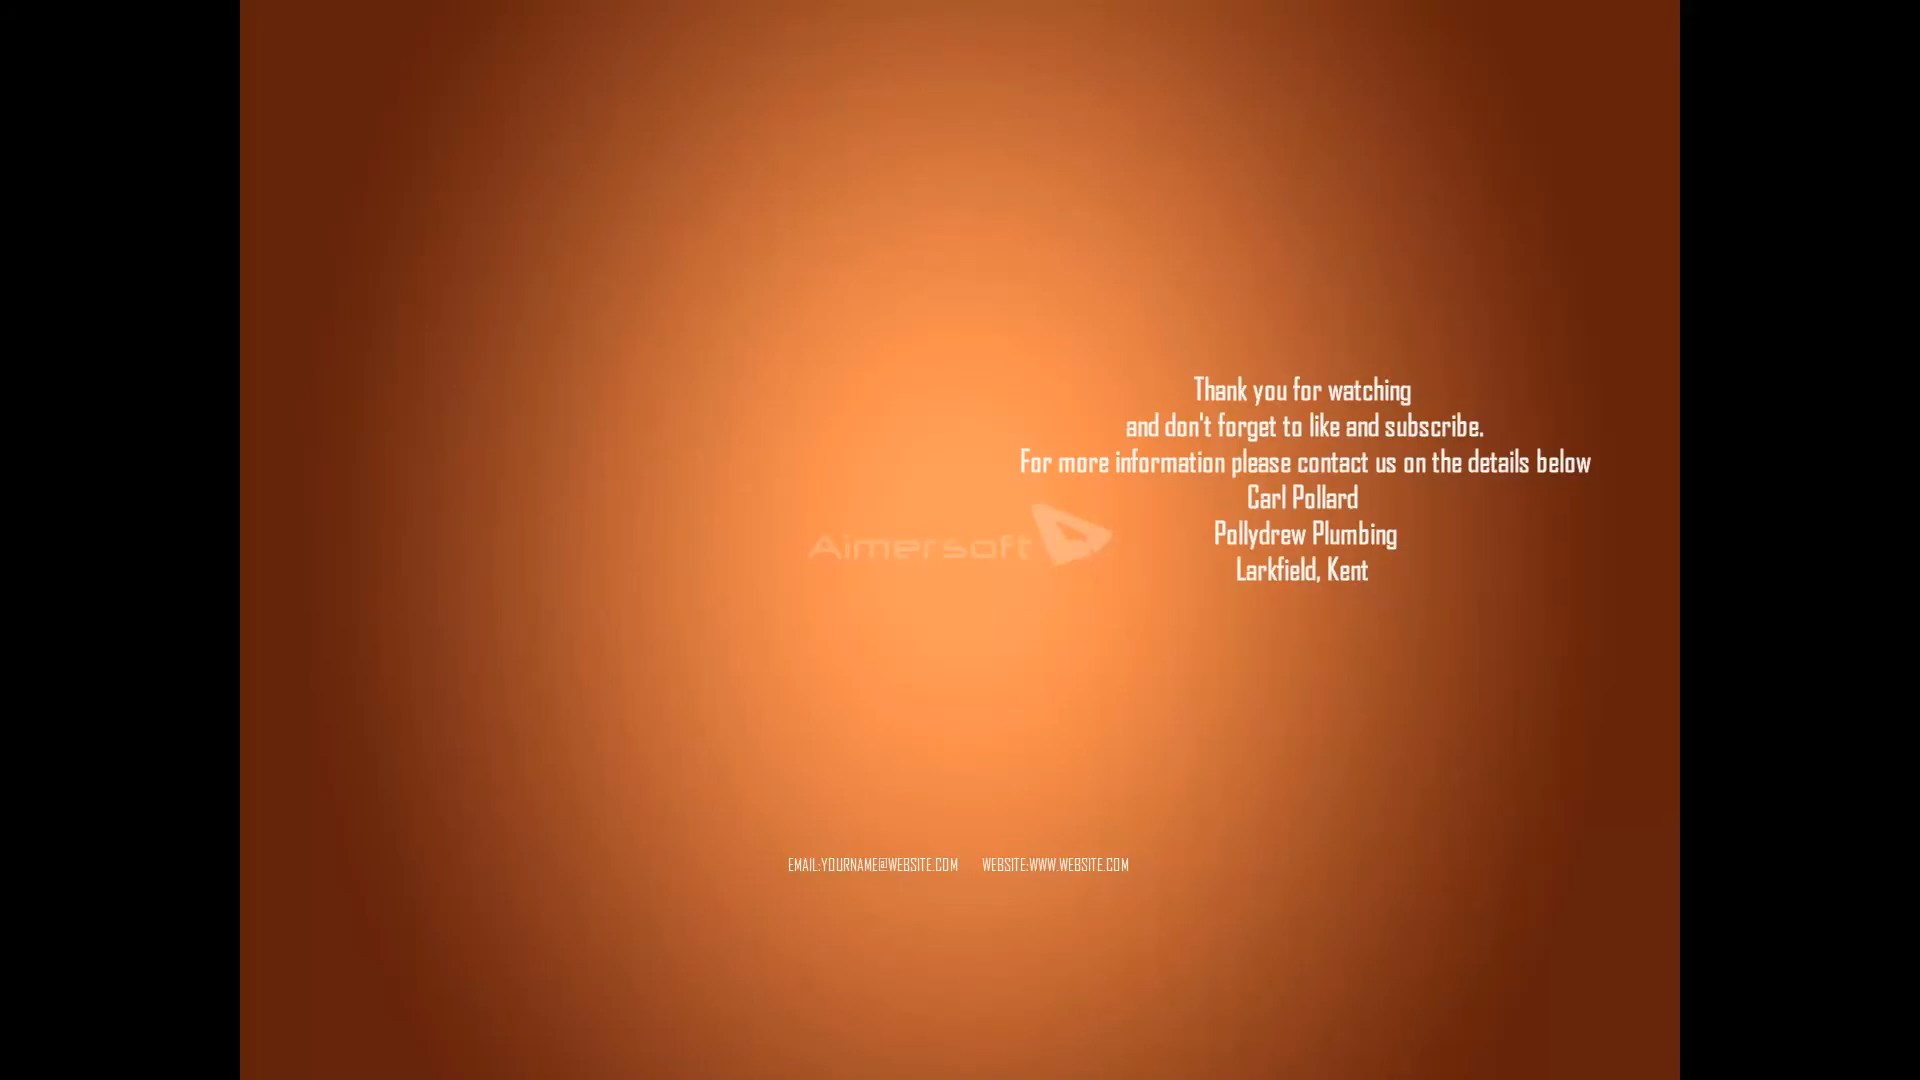 Thank you for watching
and don't forget to like and subscribe.
For more information please contact us on the details below
Carl Pollard
Pollydrew Plumbing
Larkfield, Kent
Aimersoft
EMAIL:YOURNAME@WEBSITE.COM WEBSITE:WWW.WEBSITE.COM